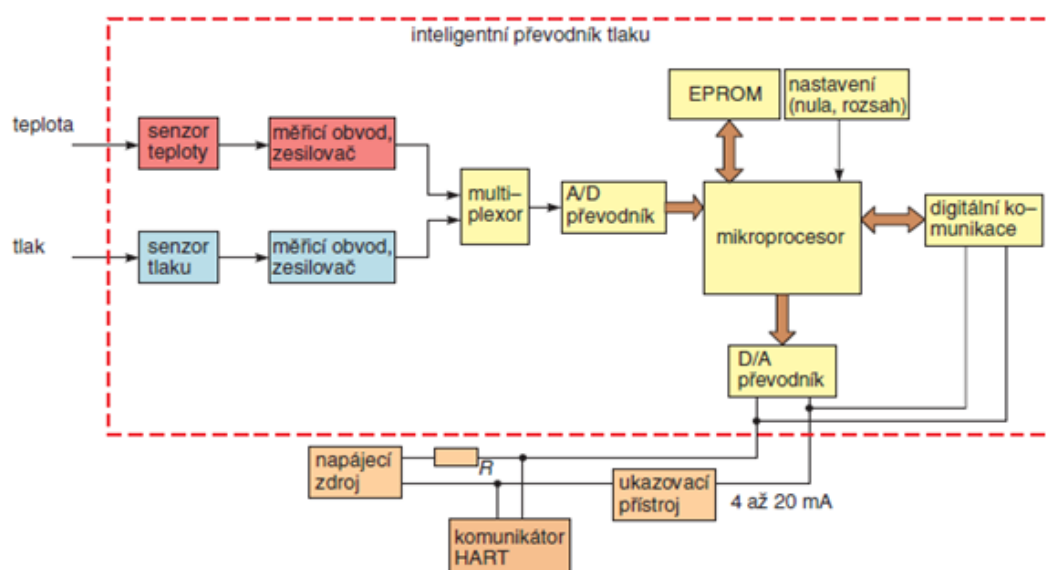 inteligentní převodník tlaku
EPROM
nastavení
(nula, rozsah)
teplota
senzor
teploty
měřicí obvod,
zesilovač
multi–
plexor
A/D
převodník
mikroprocesor
digitální ko–
munikace
tlak
senzor
tlaku
měřicí obvod,
zesilovač
D/A
převodník
napájecí
zdroj
R
ukazovací
přístroj
4 až 20 mA
komunikátor
HART